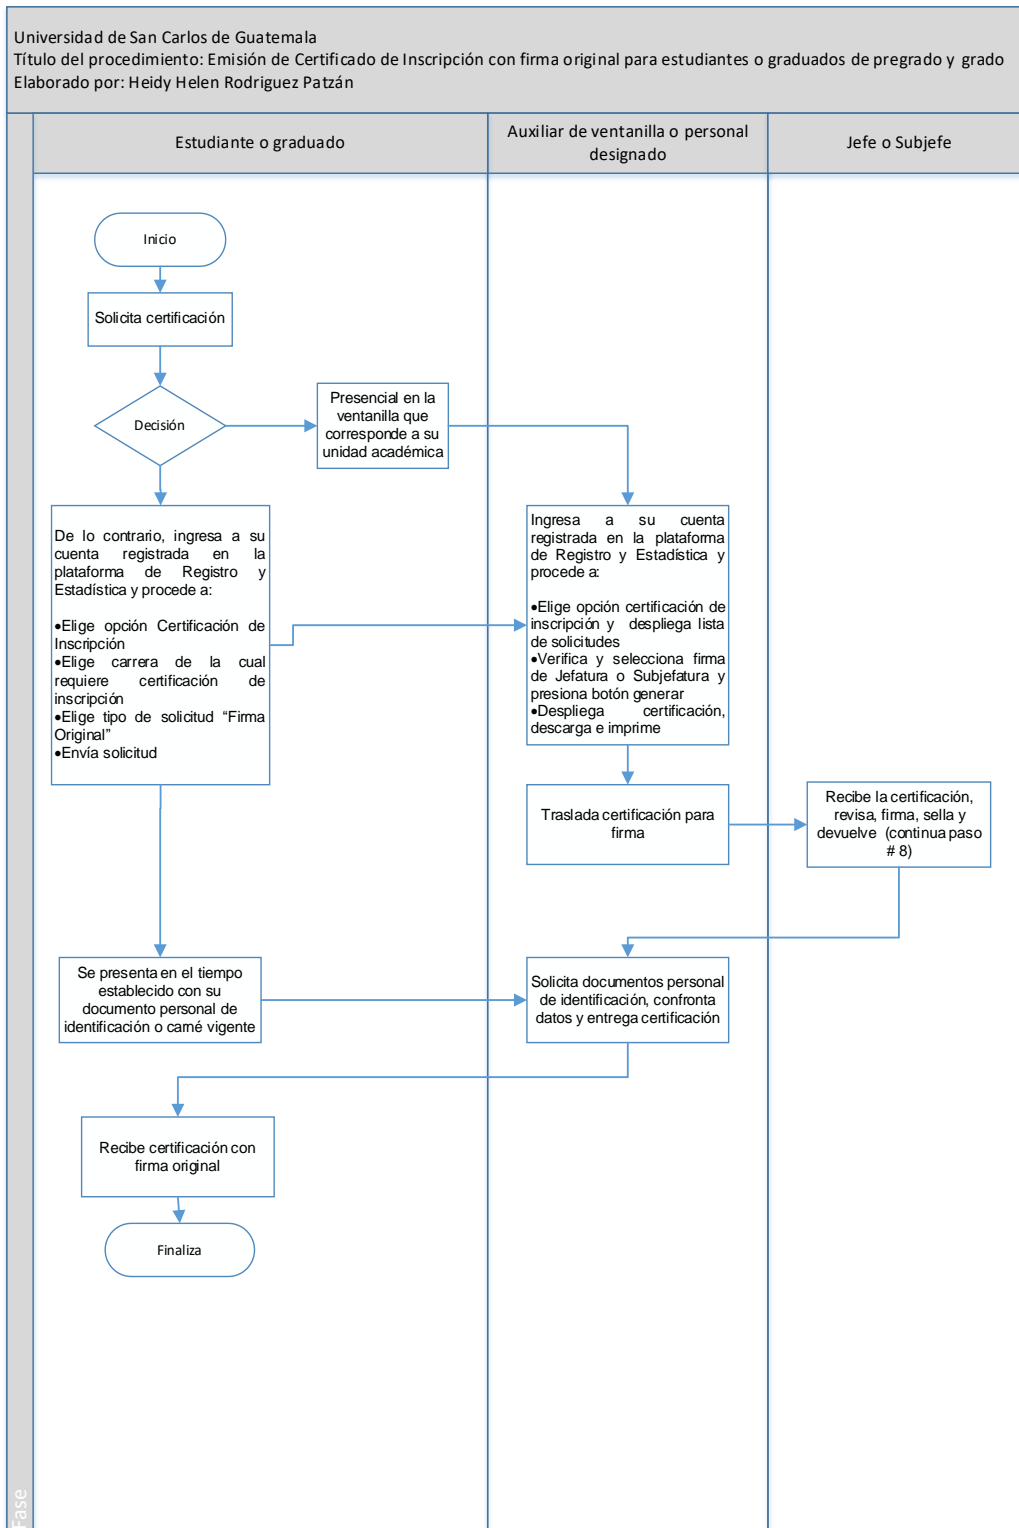 Universidad de San Carlos de Guatemala
Título del procedimiento: Emisión de Certificado de Inscripción con firma original para estudiantes o graduados de pregrado y grado
Elaborado por: Heidy Helen Rodriguez Patzán
Estudiante o graduado
Auxiliar de ventanilla o personal
designado
Jefe o Subjefe
Inicio
Solicita certificación
Decisión
Presencial en la
ventanilla que
corresponde a su
unidad académica
De lo contrario, ingresa a su
cuenta registrada en la
plataforma de Registro y
Estadística y procede a:
•Elige opción Certificación de
Inscripción
•Elige carrera de la cual
requiere certificación de
inscripción
•Elige tipo de solicitud “Firma
Original”
•Envía solicitud
Ingresa a su cuenta
registrada en la plataforma
de Registro y Estadística y
procede a:
•Elige opción certificación de
inscripción y despliega lista
de solicitudes
•Verifica y selecciona firma
de Jefatura o Subjefatura y
presiona botón generar
•Despliega certificación,
descarga e imprime
Traslada certificación para
firma
Recibe la certificación,
revisa, firma, sella y
devuelve (continua paso
# 8)
Se presenta en el tiempo
establecido con su
documento personal de
identificación o carné vigente
Solicita documentos personal
de identificación, confronta
datos y entrega certificación
Recibe certificación con
firma original
Finaliza
Fase